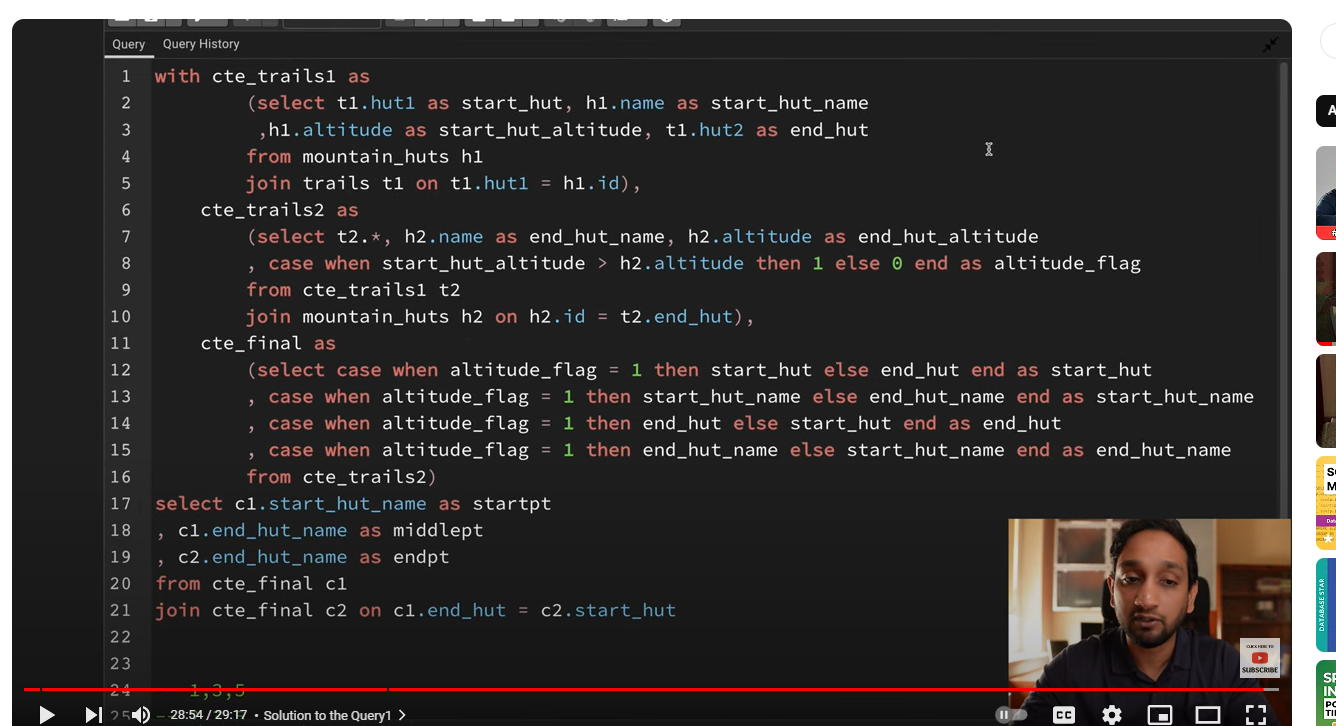 Query Query History
1 with cte_trails1 as
2 (select t1.hut1 as start_hut, h1.name as start_hut_name
3 ,h1.altitude as start_hut_altitude, t1.hut2 as end_hut
4 from mountain_huts h1
5 join trails t1 on t1.hut1 = h1.id),
6 cte_trails2 as
7 (select t2.*, h2.name as end_hut_name, h2.altitude as end_hut_altitude
8 , case when start_hut_altitude > h2.altitude then 1 else 0 end as altitude_flag
9 from cte_trails1 t2
10 join mountain_huts h2 on h2.id = t2.end_hut),
11 cte_final as
12 (select case when altitude_flag = 1 then start_hut else end_hut end as start_hut
13 , case when altitude_flag = 1 then start_hut_name else end_hut_name end as start_hut_name
14 , case when altitude_flag = 1 then end_hut else start_hut end as end_hut
15 , case when altitude_flag = 1 then end_hut_name else start_hut_name end as end_hut_name
16 from cte_trails2)
17 select c1.start_hut_name as startpt
18 , c1.end_hut_name as middlept
19 , c2.end_hut_name as endpt
20 from cte_final c1
21 join cte_final c2 on c1.end_hut = c2.start_hut
22
23
24 1,3,5
25
CLICK HERE TO
SUBSCRIBE
28:54 / 29:17 • Solution to the Query1
CC
DATABASE STAR